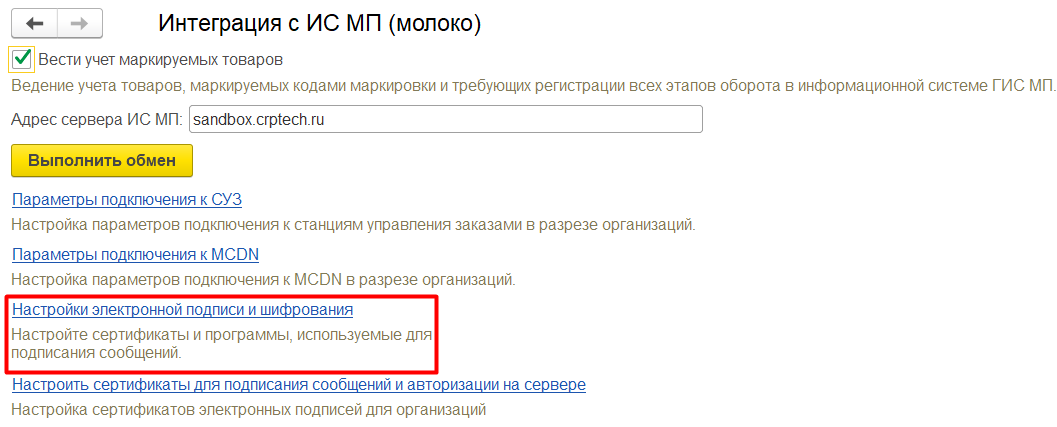 Интеграция с ИС МП (молоко)
Вести учет маркируемых товаров
Ведение учета товаров, маркируемых кодами маркировки и требующих регистрации всех этапов оборота в информационной системе ГИС МП.
Адрес сервера ИС МП: sandbox.crptech.ru
Выполнить обмен
Параметры подключения к СУЗ
Настройка параметров подключения к станциям управления заказами в разрезе организаций.
Параметры подключения к MCDN
Настройка параметров подключения к MCDN в разрезе организаций.
Настройки электронной подписи и шифрования
Настройте сертификаты и программы, используемые для
подписания сообщений.
Настроить сертификаты для подписания сообщений и авторизации на сервере
Настройка сертификатов электронных подписей для организаций